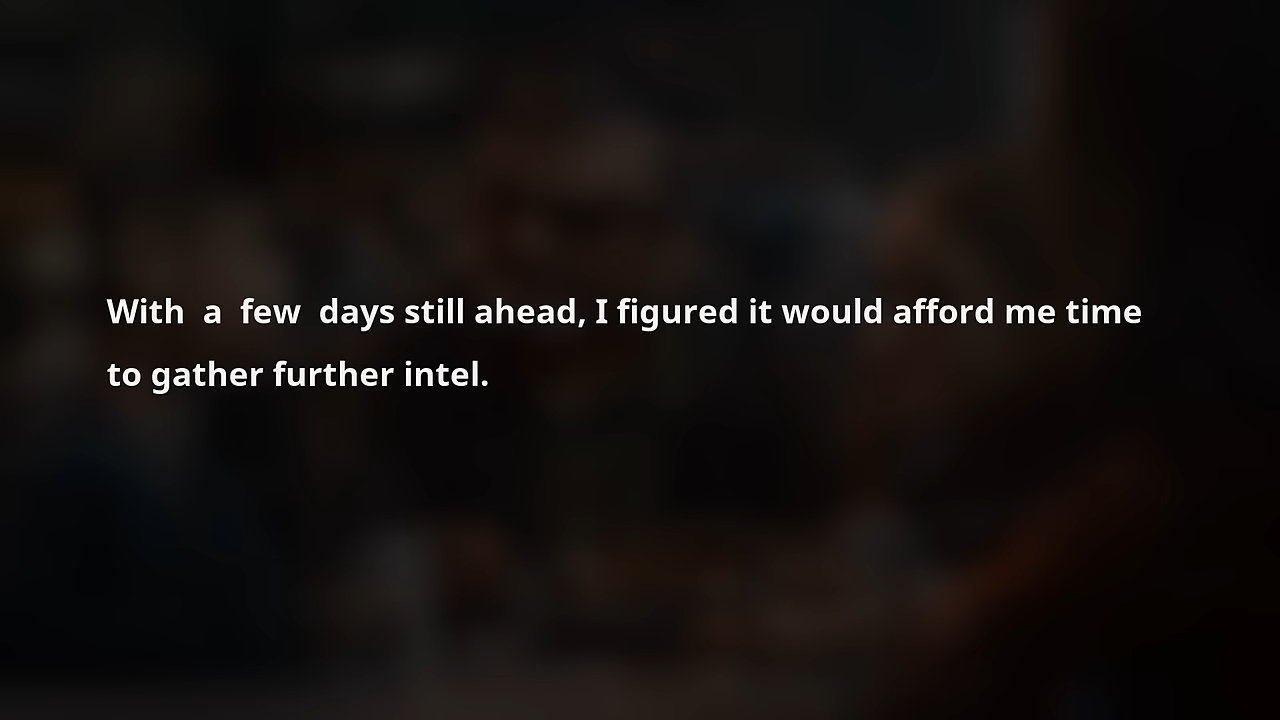 With a few days still ahead, I figured it would afford me time
to gather further intel.